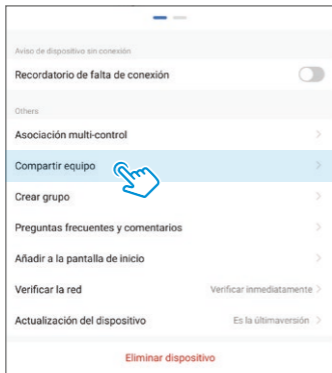 Aviso de dispositivo sin conexión
Recordatorio de falta de conexión
Others
Asociación multi-control
Compartir equipo
Crear grupo
Preguntas frecuentes y comentarios
Añadir a la pantalla de inicio
Verificar la red Verificar inmediatamente
Actualización del dispositivo Es la últimaversión
Eliminar dispositivo